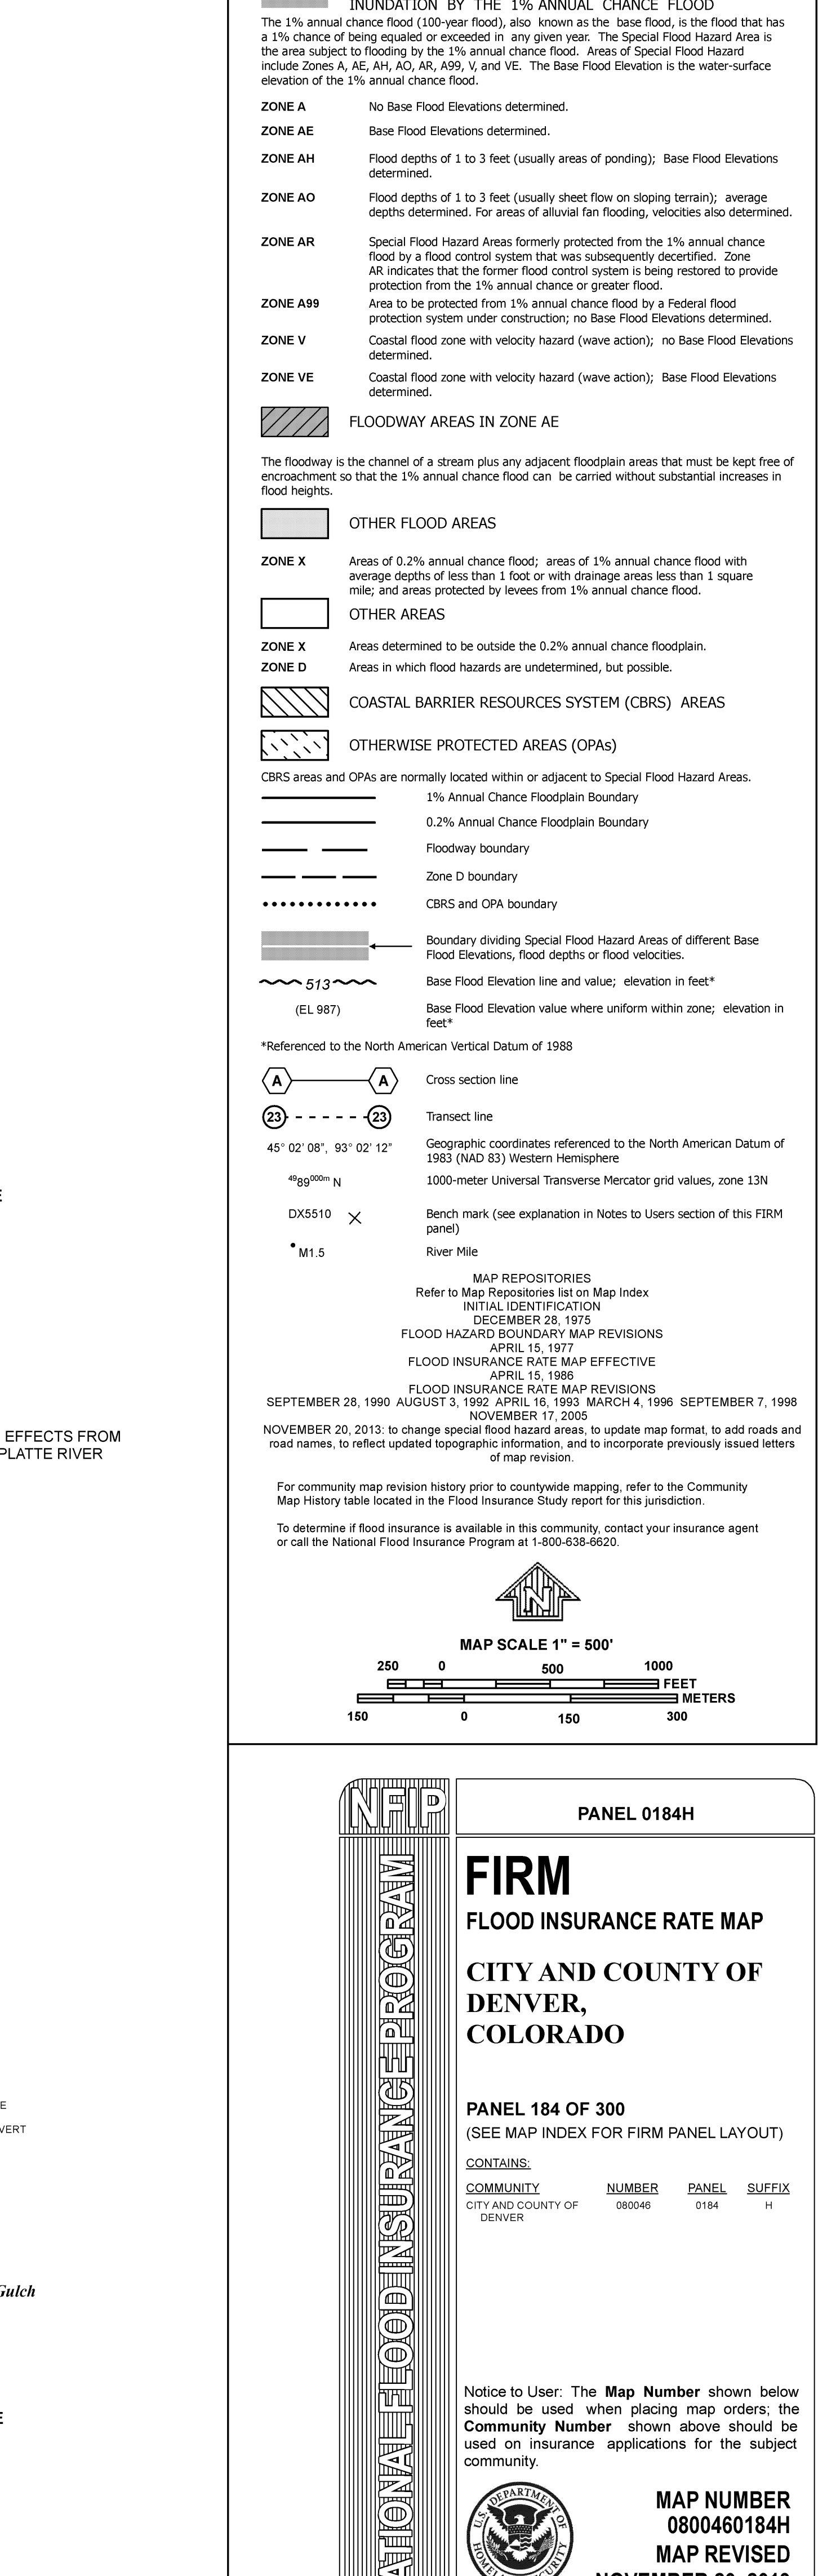 INUNDATION BY THE 1% ANNUAL CHANCE FLOOD
The 1% annual chance flood (100-year flood), also known as the base flood, is the flood that has
a 1% chance of being equaled or exceeded in any given year. The Special Flood Hazard Area is
the area subject to flooding by the 1% annual chance flood. Areas of Special Flood Hazard
include Zones A, AE, AH, AO, AR, A99, V, and VE. The Base Flood Elevation is the water-surface
elevation of the 1% annual chance flood.
ZONE A No Base Flood Elevations determined.
ZONE AE Base Flood Elevations determined.
ZONE AH Flood depths of 1 to 3 feet (usually areas of ponding); Base Flood Elevations
determined.
ZONE AO Flood depths of 1 to 3 feet (usually sheet flow on sloping terrain); average
depths determined. For areas of alluvial fan flooding, velocities also determined.
ZONE AR Special Flood Hazard Areas formerly protected from the 1% annual chance
flood by a flood control system that was subsequently decertified. Zone
AR indicates that the former flood control system is being restored to provide
protection from the 1% annual chance or greater flood.
ZONE A99 Area to be protected from 1% annual chance flood by a Federal flood
protection system under construction; no Base Flood Elevations determined.
ZONE V Coastal flood zone with velocity hazard (wave action); no Base Flood Elevations
determined.
ZONE VE Coastal flood zone with velocity hazard (wave action); Base Flood Elevations
determined.
FLOODWAY AREAS IN ZONE AE
The floodway is the channel of a stream plus any adjacent floodplain areas that must be kept free of
encroachment so that the 1% annual chance flood can be carried without substantial increases in
flood heights.
OTHER FLOOD AREAS
ZONE X Areas of 0.2% annual chance flood; areas of 1% annual chance flood with
average depths of less than 1 foot or with drainage areas less than 1 square
mile; and areas protected by levees from 1% annual chance flood.
OTHER AREAS
ZONE X Areas determined to be outside the 0.2% annual chance floodplain.
ZONE D Areas in which flood hazards are undetermined, but possible.
COASTAL BARRIER RESOURCES SYSTEM (CBRS) AREAS
OTHERWISE PROTECTED AREAS (OPAs)
CBRS areas and OPAs are normally located within or adjacent to Special Flood Hazard Areas.
1% Annual Chance Floodplain Boundary
0.2% Annual Chance Floodplain Boundary
Floodway boundary
Zone D boundary
CBRS and OPA boundary
Boundary dividing Special Flood Hazard Areas of different Base
Flood Elevations, flood depths or flood velocities.
513 Base Flood Elevation line and value; elevation in feet*
(EL 987) Base Flood Elevation value where uniform within zone; elevation in
feet*
*Referenced to the North American Vertical Datum of 1988
A A Cross section line
23 23 Transect line
45° 02' 08", 93° 02' 12" Geographic coordinates referenced to the North American Datum of
1983 (NAD 83) Western Hemisphere
4989000m N 1000-meter Universal Transverse Mercator grid values, zone 13N
DX5510 Bench mark (see explanation in Notes to Users section of this FIRM
panel)
M1.5 River Mile
MAP REPOSITORIES
Refer to Map Repositories list on Map Index
INITIAL IDENTIFICATION
DECEMBER 28, 1975
FLOOD HAZARD BOUNDARY MAP REVISIONS
APRIL 15, 1977
FLOOD INSURANCE RATE MAP EFFECTIVE
APRIL 15, 1986
FLOOD INSURANCE RATE MAP REVISIONS
SEPTEMBER 28, 1990 AUGUST 3, 1992 APRIL 16, 1993 MARCH 4, 1996 SEPTEMBER 7, 1998
NOVEMBER 17, 2005
NOVEMBER 20, 2013: to change special flood hazard areas, to update map format, to add roads and
road names, to reflect updated topographic information, and to incorporate previously issued letters
of map revision.
EFFECTS FROM
PLATTE RIVER
For community map revision history prior to countywide mapping, refer to the Community
Map History table located in the Flood Insurance Study report for this jurisdiction.
To determine if flood insurance is available in this community, contact your insurance agent
or call the National Flood Insurance Program at 1-800-638-6620.
N
MAP SCALE 1" = 500'
250 0 500 1000
FEET
METERS
150 0 150 300
NFIP
PANEL 0184H
NATIONAL FLOOD INSURANCE PROGRAM
FIRM
FLOOD INSURANCE RATE MAP
CITY AND COUNTY OF
DENVER,
COLORADO
PANEL 184 OF 300
(SEE MAP INDEX FOR FIRM PANEL LAYOUT)
CONTAINS:
COMMUNITY NUMBER PANEL SUFFIX
CITY AND COUNTY OF 080046 0184 H
DENVER
VERT
Gulch
Notice to User: The Map Number shown below
should be used when placing map orders; the
Community Number shown above should be
used on insurance applications for the subject
community.
U.S. DEPARTMENT OF
HOMELAND SECURITY
MAP NUMBER
0800460184H
MAP REVISED